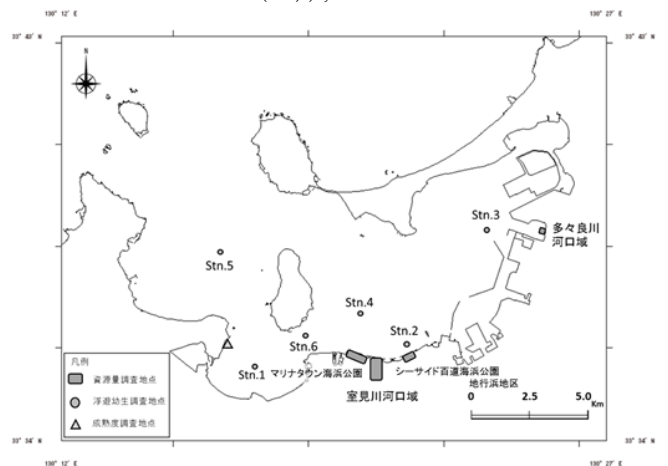 130° 12' E
130° 27' E
33° 43' N
33° 43' N
N
Stn.3
多々良川
河口域
Stn.5
Stn.4
Stn.2
Stn.6
Stn.1
マリナタウン海浜公園
シーサイド百道海浜公園
地行浜地区
室見川河口域
凡例
資源量調査地点
浮遊幼生調査地点
成熟度調査地点
0 2.5 5.0
Km
33° 34' N
33° 34' N
130° 12' E
130° 27' E